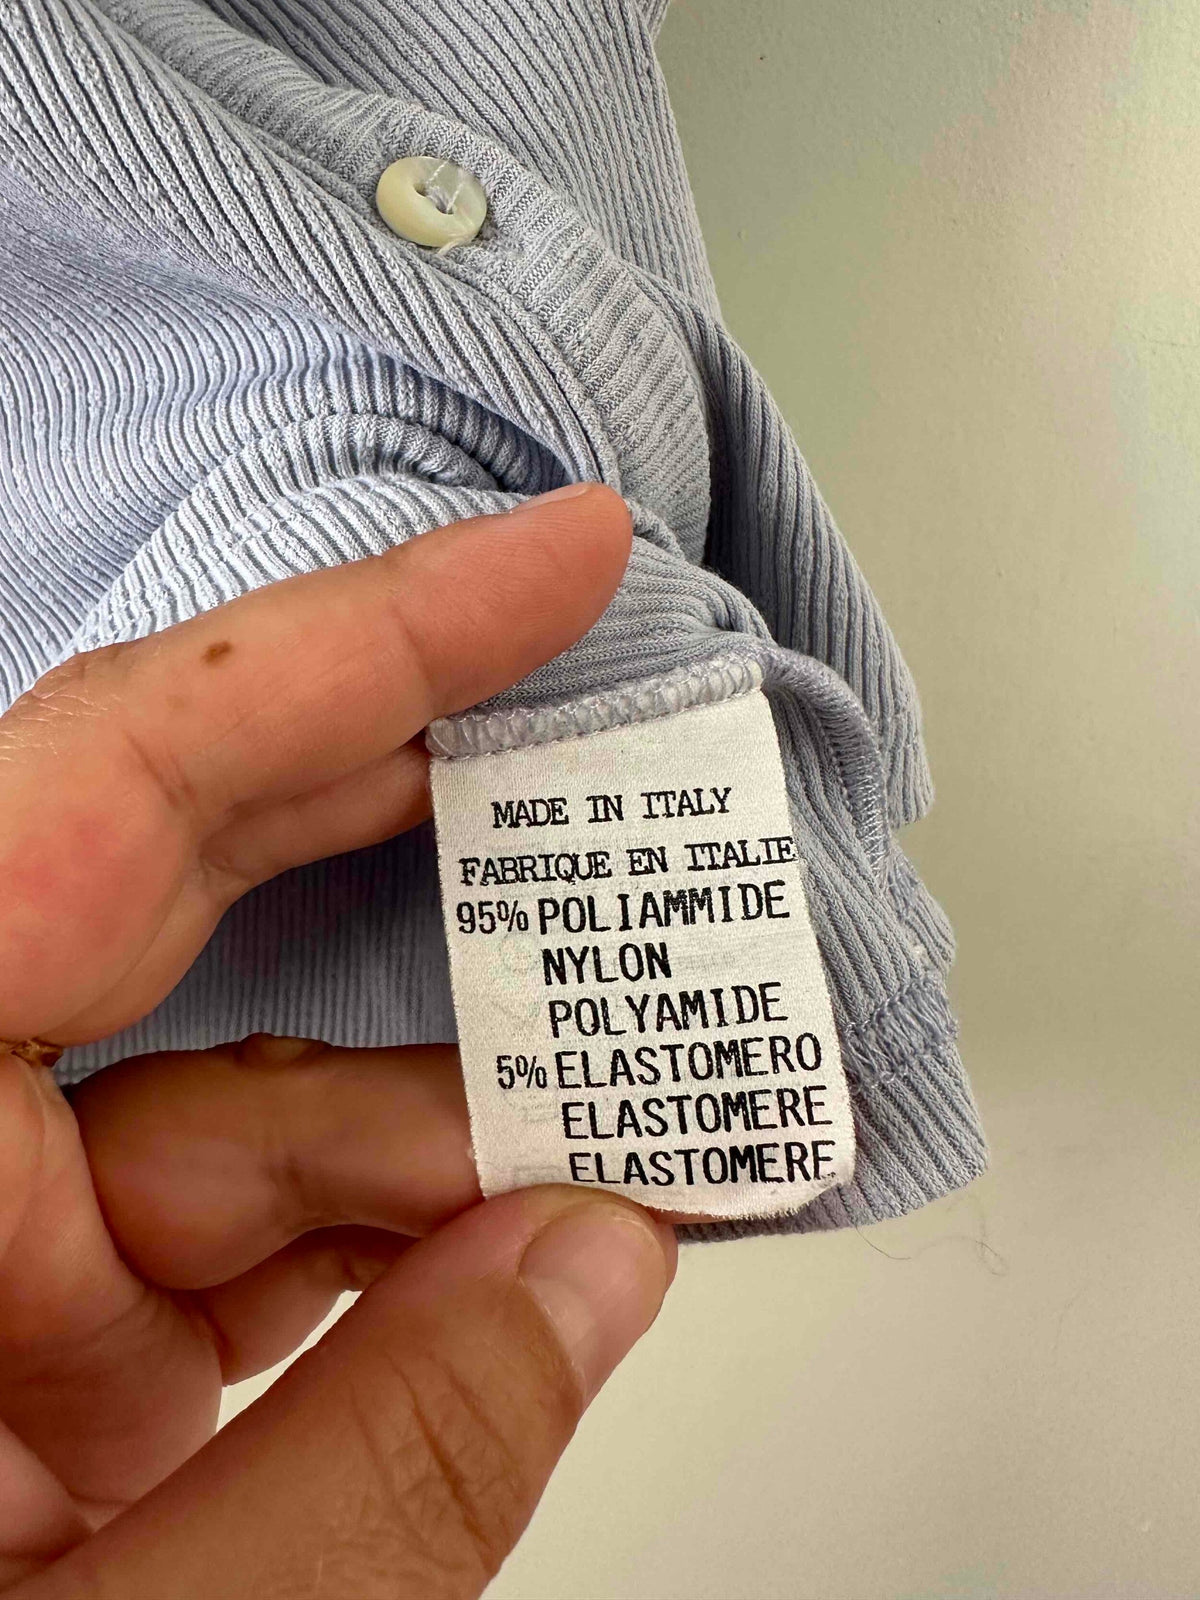 MADE IN ITALY
FABRIQUE EN ITALIE
95% POLIAMMIDE
NYLON
POLYAMIDE
5% ELASTOMERO
ELASTOMERE
ELASTOMERE